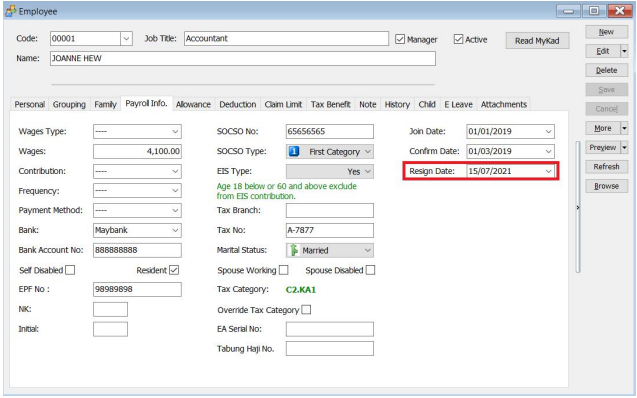 Employee
Code: 00001 Job Title: Accountant Manager Active Read MyKad
Name: JOANNE HEW
New
Edit
Delete
Save
Cancel
More
Preview
Refresh
Browse
Personal Grouping Family Payroll Info. Allowance Deduction Claim Limit Tax Benefit Note History Child E Leave Attachments
Wages Type: ---- SOCSO No: 65656565 Join Date: 01/01/2019
Wages: 4,100.00 SOCSO Type: 1 First Category Confirm Date: 01/03/2019
Contribution: ---- EIS Type: Yes Resign Date: 15/07/2021
Frequency: ---- Age 18 below or 60 and above exclude
from EIS contribution.
Payment Method: ---- Tax Branch:
Bank: Maybank Tax No: A-7877
Bank Account No: 888888888 Marital Status: Married
Self Disabled Resident Spouse Working Spouse Disabled
EPF No : 98989898 Tax Category: C2.KA1
NK: Override Tax Category
Initial: EA Serial No:
Tabung Haji No.